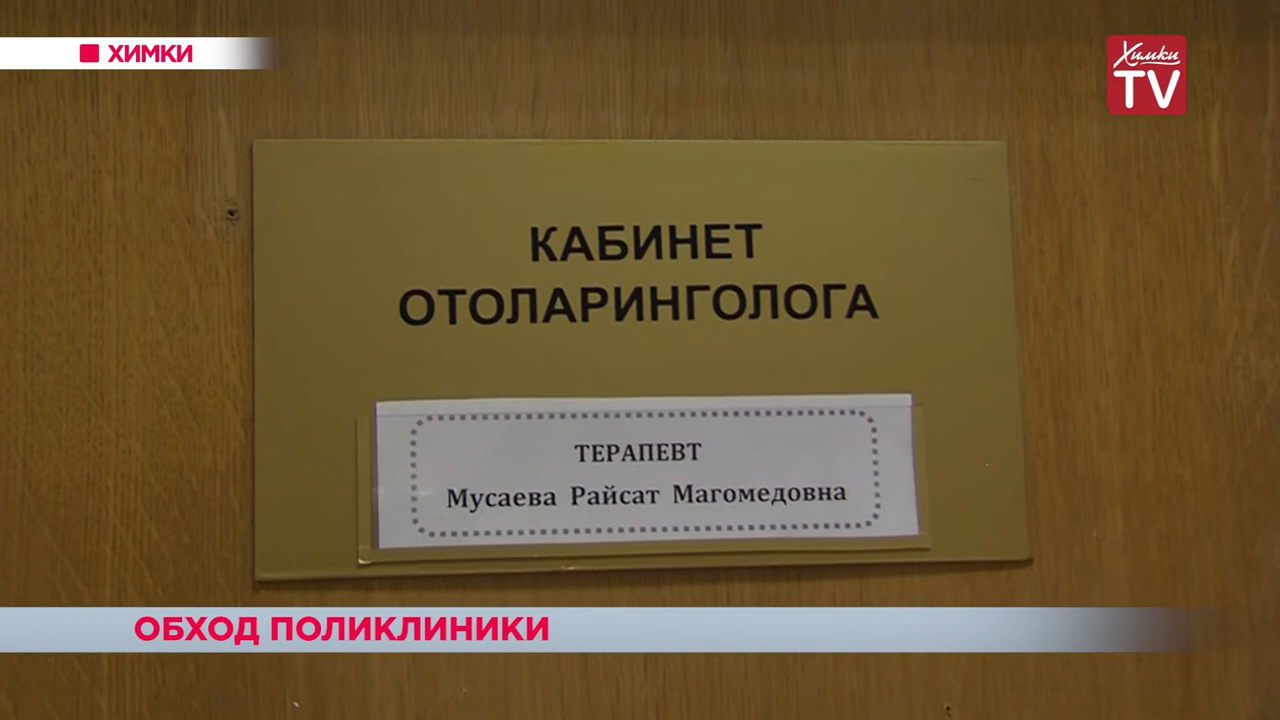 ХИМКИ
Химки
TV
КАБИНЕТ
ОТОЛАРИНГОЛОГА
ТЕРАПЕВТ
Мусаева Райсат Магомедовна
ОБХОД ПОЛИКЛИНИКИ